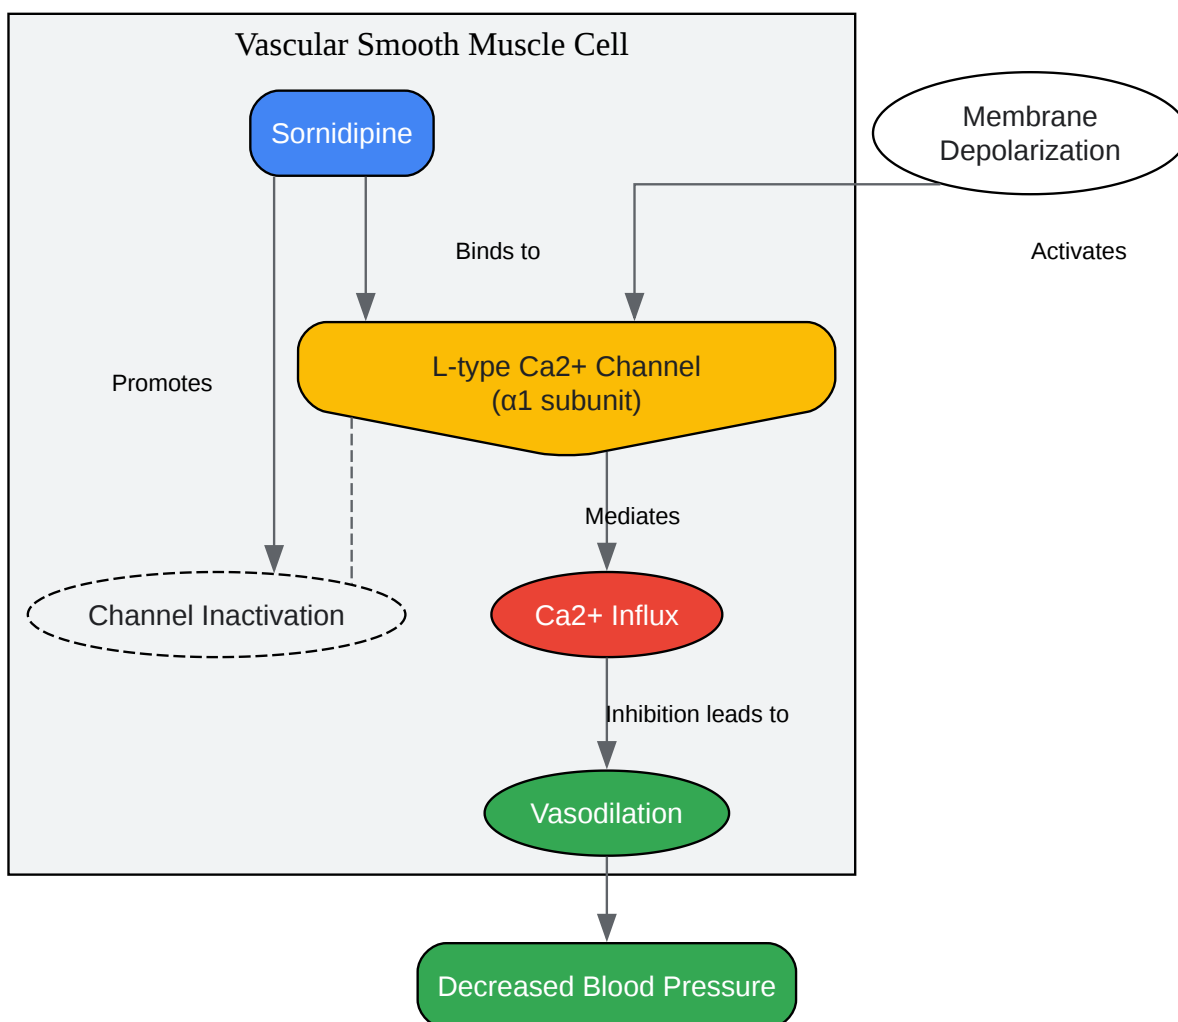 Vascular Smooth Muscle Cell
Sornidipine
Membrane
Depolarization
Binds to
Activates
L-type Ca2+ Channel
(α1 subunit)
Promotes
Mediates
Channel Inactivation
Ca2+ Influx
Inhibition leads to
Vasodilation
Decreased Blood Pressure